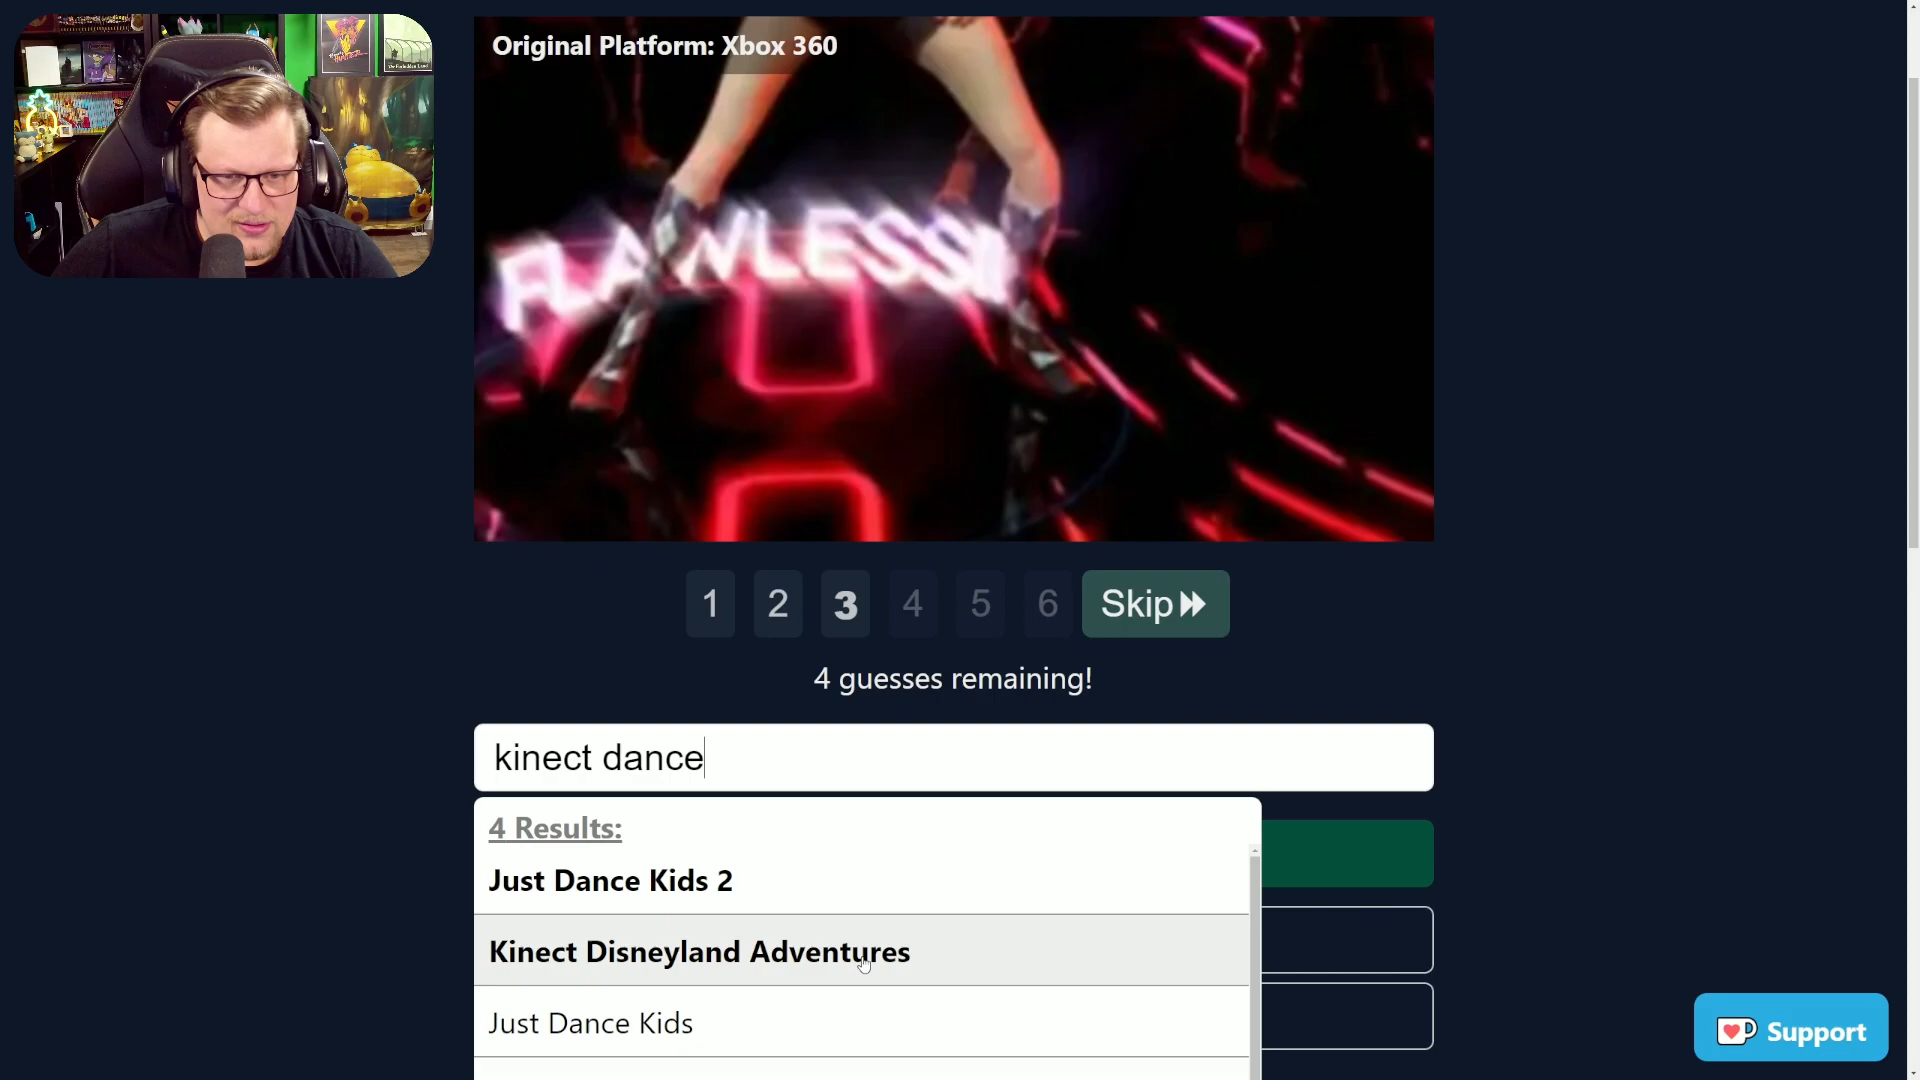 Original Platform: Xbox 360
FLAWLESS
1 2 3 4 5 6 Skip
4 guesses remaining!
kinect dance
4 Results:
Just Dance Kids 2
Kinect Disneyland Adventures
Just Dance Kids
Support